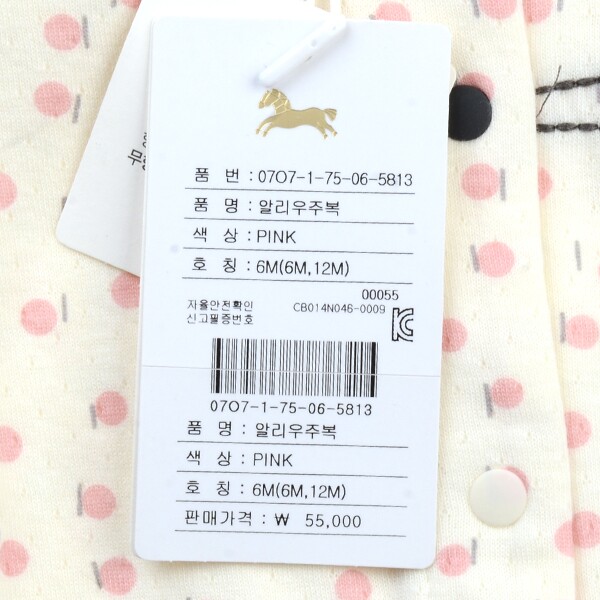 품 번 : 07O7-1-75-06-5813
품 명 : 알리우주복
색 상 : PINK
호 칭 : 6M(6M,12M)
00055
자율안전확인 CB014N046-0009
신고필증번호
07O7-1-75-06-5813
품 명 : 알리우주복
색 상 : PINK
호 칭 : 6M(6M,12M)
판매가격 : ₩ 55,000